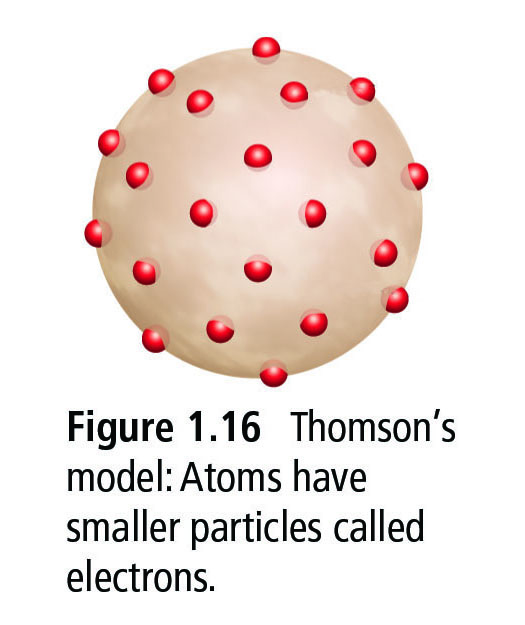 Figure 1.16 Thomson’s
model: Atoms have
smaller particles called
electrons.